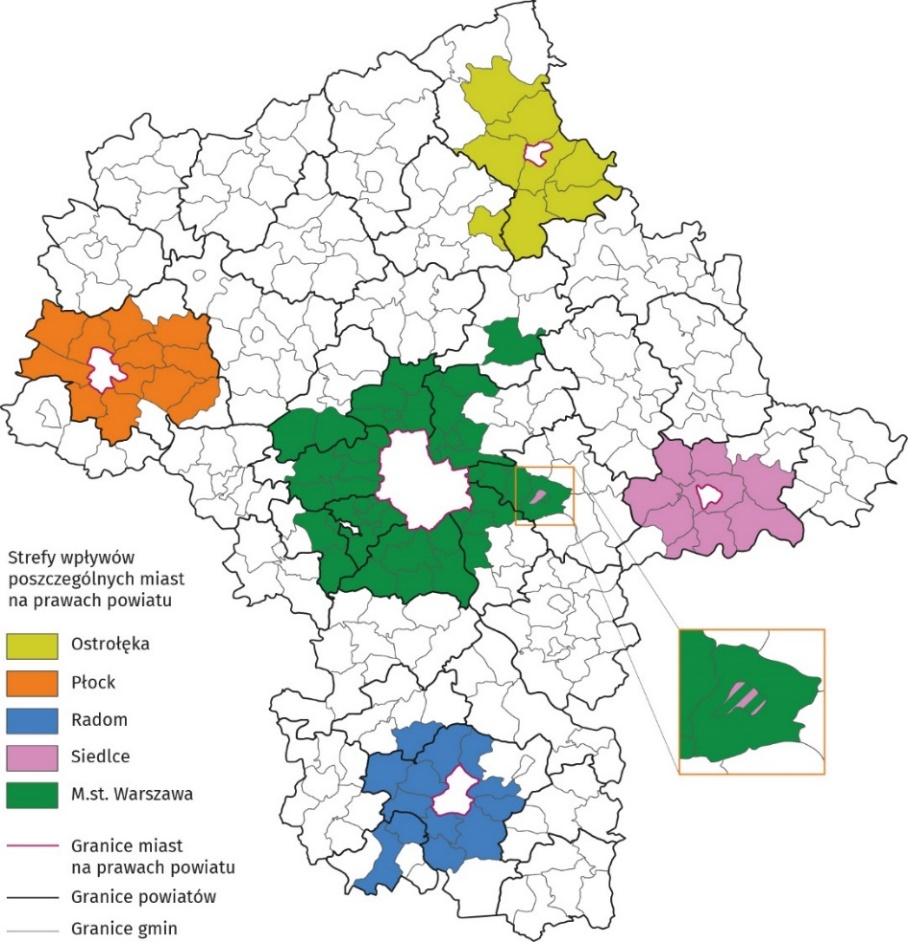 Strefy wpływów
poszczególnych miast
na prawach powiatu
Ostrołęka
Płock
Radom
Siedlce
M.st. Warszawa
Granice miast
na prawach powiatu
Granice powiatów
Granice gmin